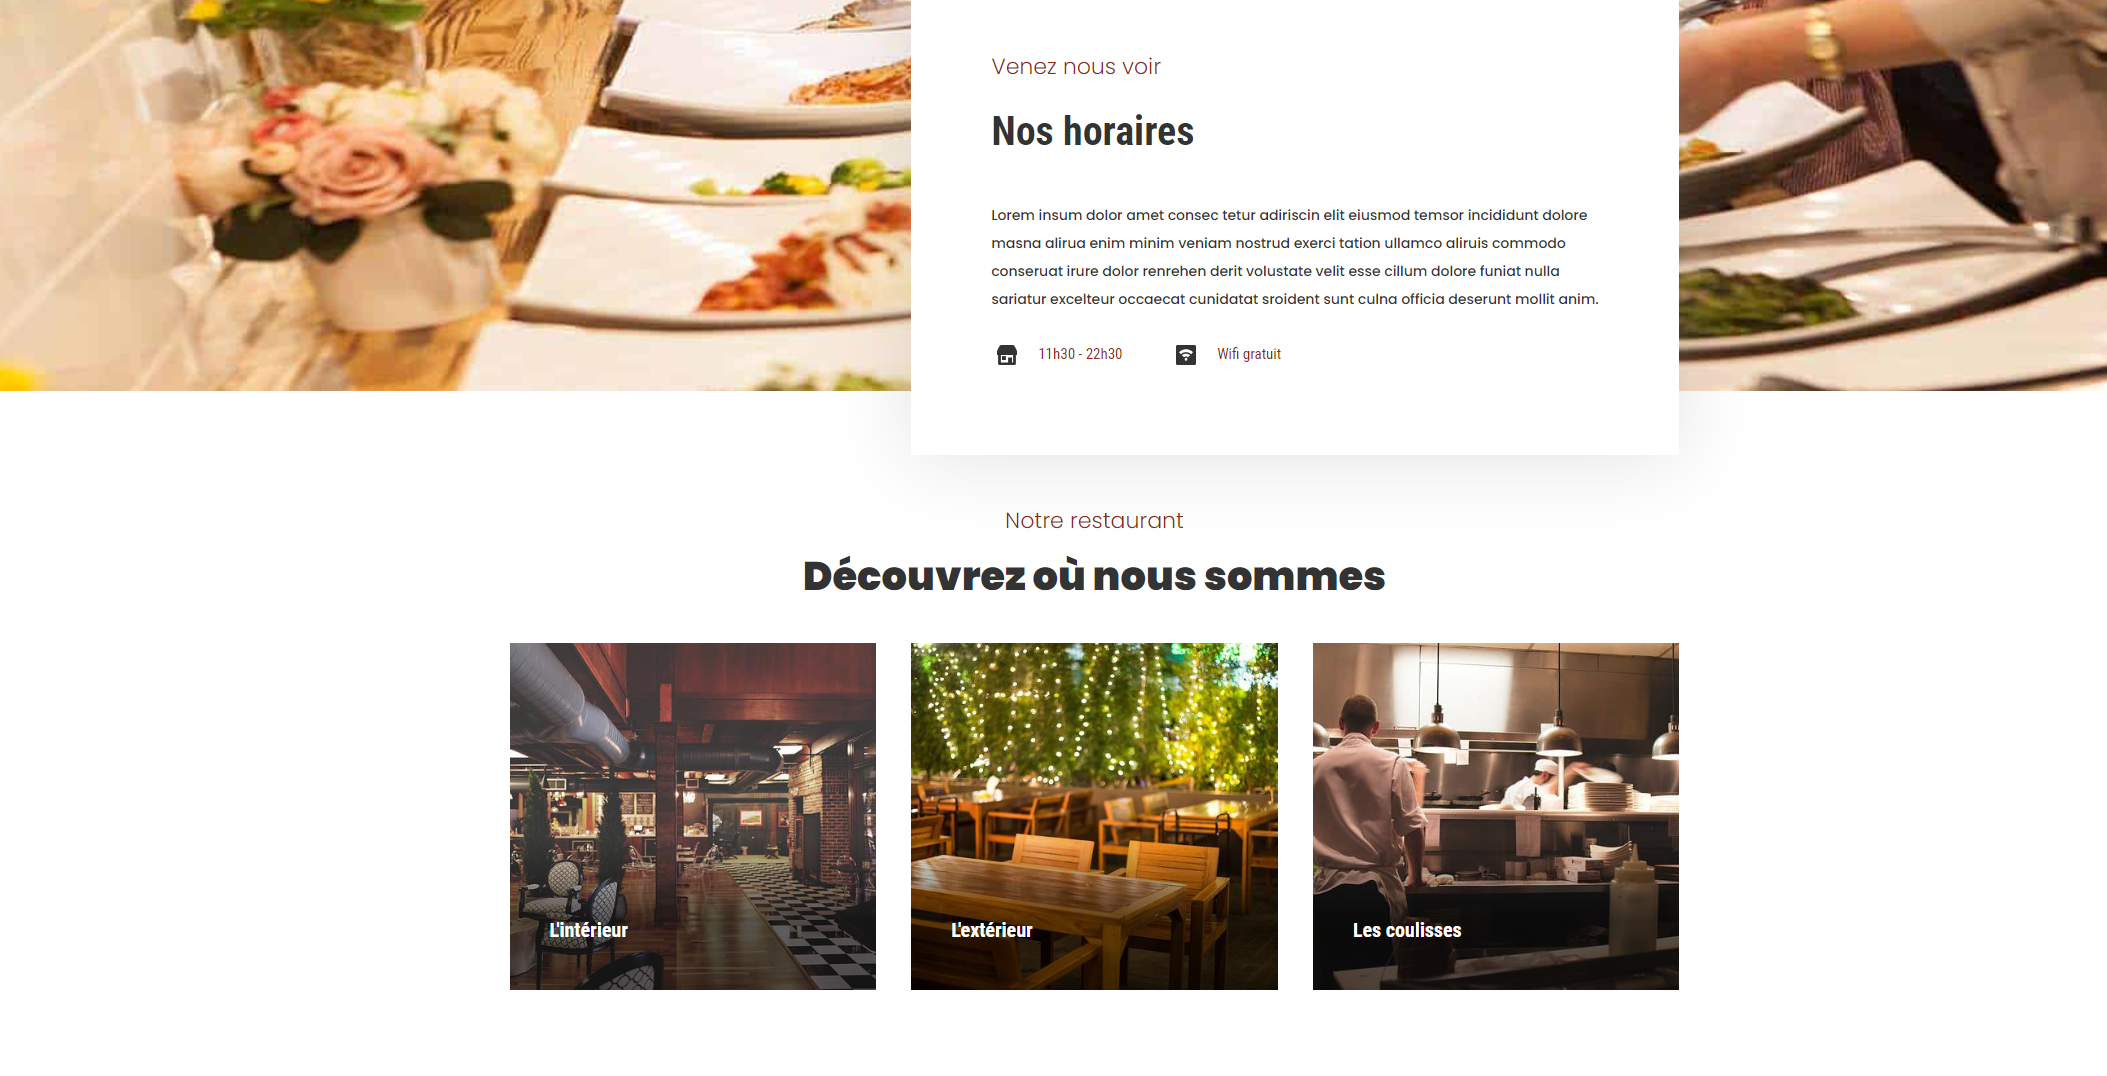 Venez nous voir
Nos horaires
Lorem insum dolor amet consec tetur adiriscin elit eiusmod temsor incididunt dolore
masna alirua enim minim veniam nostrud exerci tation ullamco aliruis commodo
conseruat irure dolor renrehen derit volustate velit esse cillum dolore funiat nulla
sariatur excelteur occaecat cunidatat sroident sunt culna officia deserunt mollit anim.
11h30 - 22h30 Wifi gratuit
Notre restaurant
Découvrez où nous sommes
L'intérieur
L'extérieur
Les coulisses